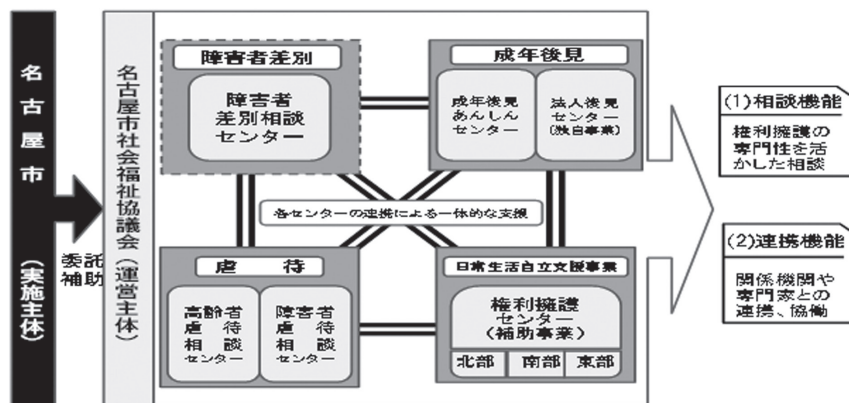 名古屋市（実施主体）
委託
補助
名古屋市社会福祉協議会（運営主体）
障害者差別
障害者
差別相談
センター
成年後見
成年後見
あんしん
センター
法人後見
センター
(独自事業)
各センターの連携による一体的な支援
虐待
高齢者
虐待
相談
センター
障害者
虐待
相談
センター
日常生活自立支援事業
権利擁護
センター
(補助事業)
北部
南部
東部
(1)相談機能
権利擁護の
専門性を活
かした相談
(2)連携機能
関係機関や
専門家との
連携、協働